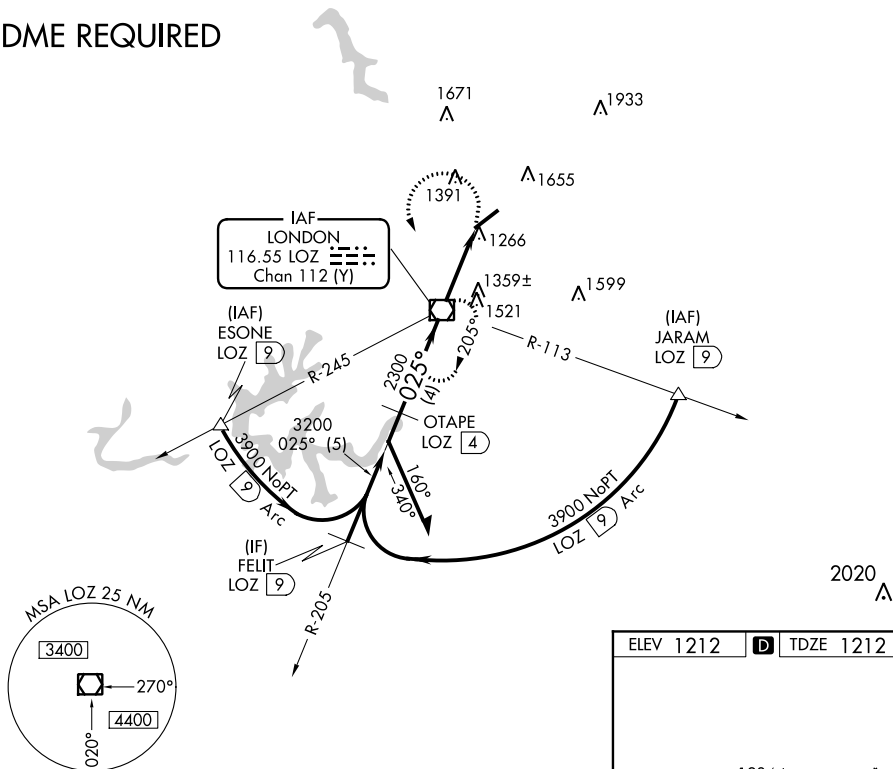 DME REQUIRED
1671
1933
1391
1655
IAF
LONDON
116.55 LOZ
Chan 112 (Y)
1266
1359±
1521
1599
(IAF)
ESONE
LOZ 9
R-245
205°
R-113
(IAF)
JARAM
LOZ 9
2300
025°
(4)
OTAPE
LOZ 4
3200
025° (5)
3900 NoPT
LOZ 9 Arc
160°
340°
3900 NoPT
LOZ 9 Arc
(IF)
FELIT
LOZ 9
R-205
2020
MSA LOZ 25 NM
3400
270°
4400
020°
ELEV 1212 D TDZE 1212